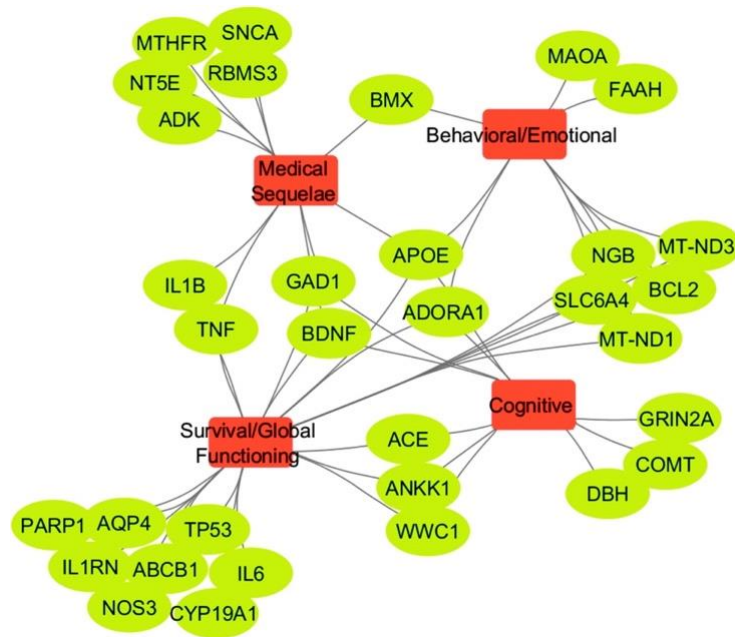 SNCA
MTHFR
RBMS3
NT5E
ADK
BMX
MAOA
FAAH
Behavioral/Emotional
Medical
Sequelae
APOE
NGB
MT-ND3
IL1B
GAD1
BCL2
SLC6A4
ADORA1
TNF
BDNF
MT-ND1
Cognitive
Survival/Global
Functioning
ACE
GRIN2A
COMT
ANKK1
DBH
WWC1
PARP1
AQP4
TP53
IL1RN
ABCB1
IL6
NOS3
CYP19A1